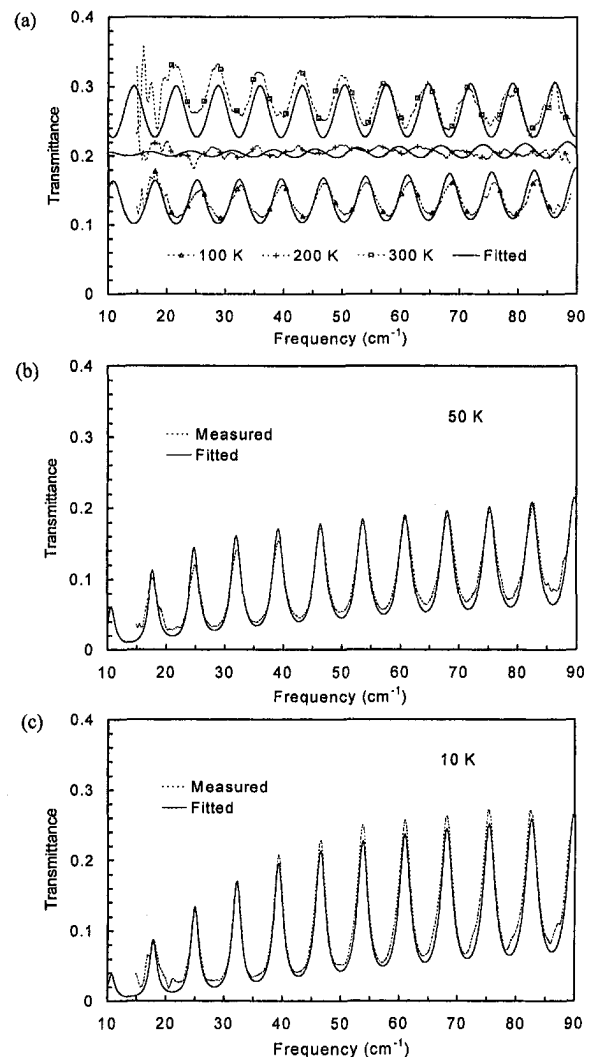 (a)
0.4
0.3
0.2
0.1
0
Transmittance
100 K 200 K 300 K Fitted
10 20 30 40 50 60 70 80 90
Frequency (cm⁻¹)
(b)
0.4
0.3
0.2
0.1
0
Transmittance
50 K
Measured
Fitted
10 20 30 40 50 60 70 80 90
Frequency (cm⁻¹)
(c)
0.4
0.3
0.2
0.1
0
Transmittance
10 K
Measured
Fitted
10 20 30 40 50 60 70 80 90
Frequency (cm⁻¹)